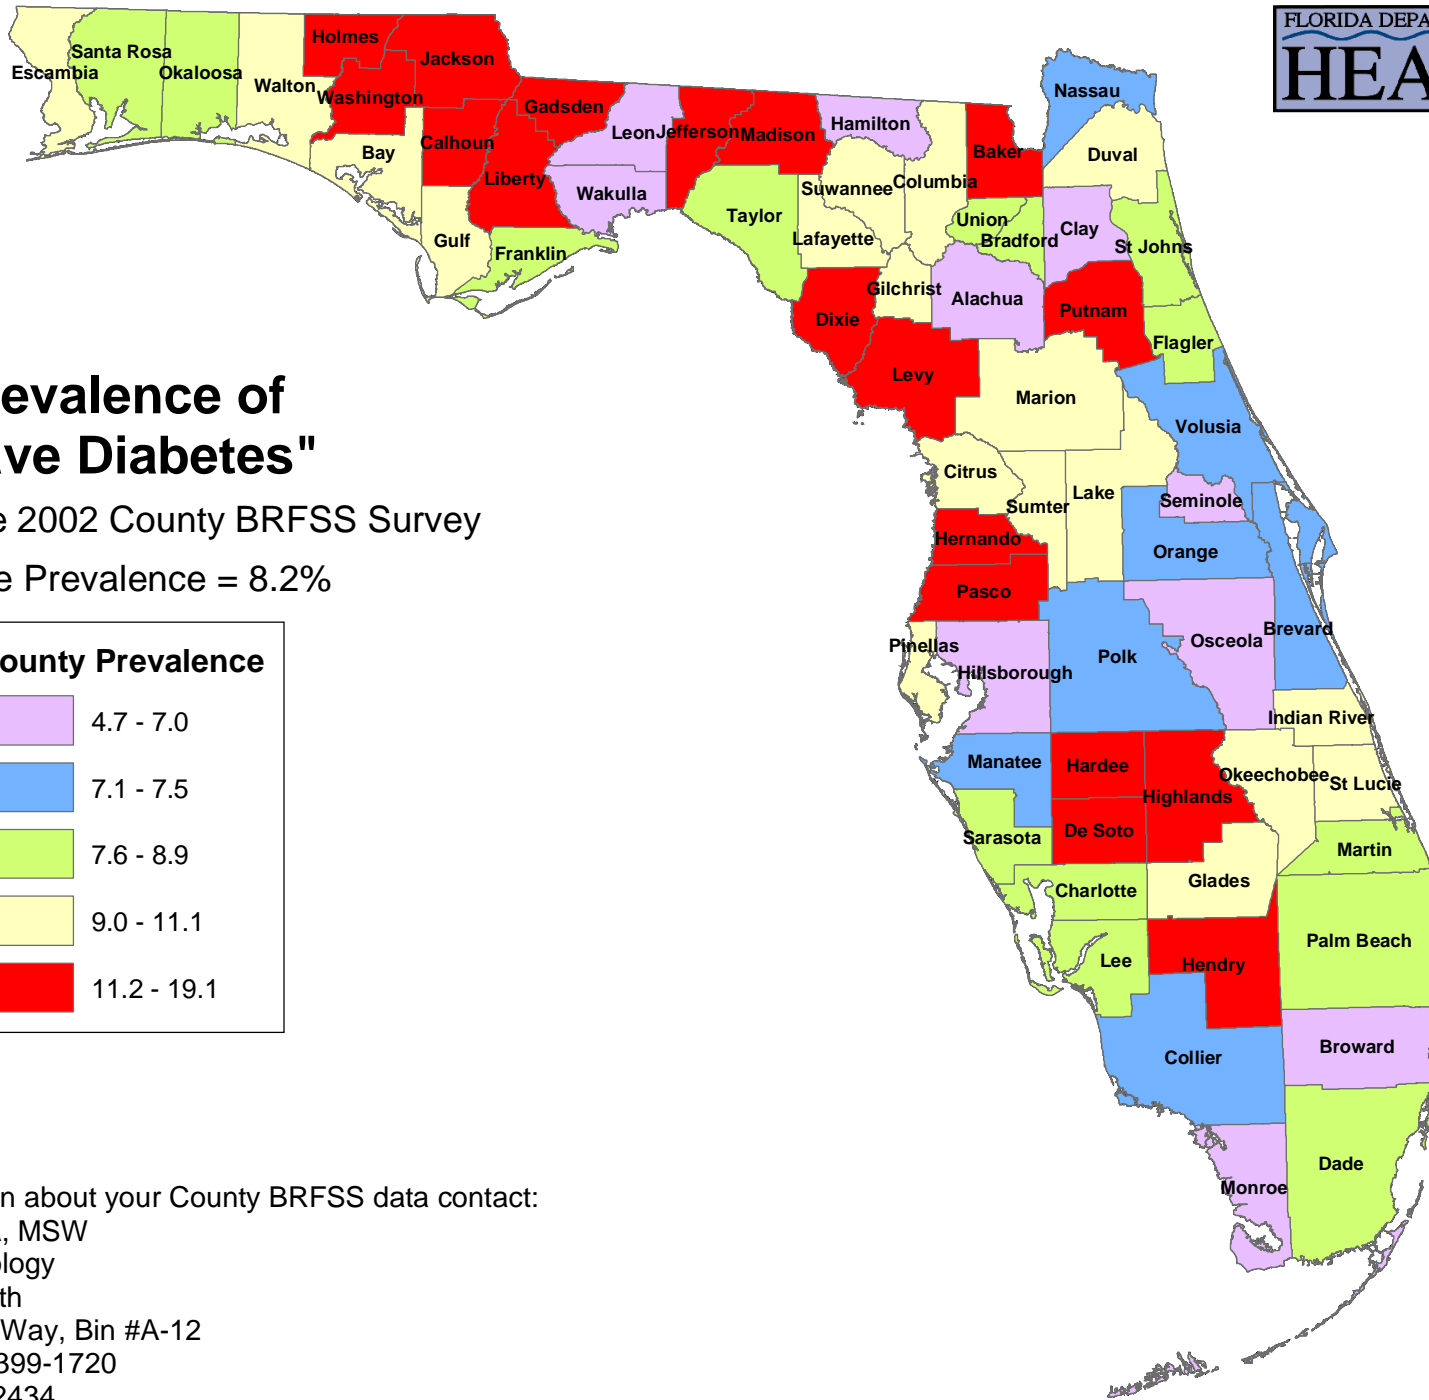 FLORIDA DEPA
HEA
Holmes
Jackson
Santa Rosa
Escambia
Okaloosa
Walton
Washington
Nassau
Gadsden
Hamilton
Leon
Jefferson
Madison
Calhoun
Bay
Baker
Duval
Liberty
Columbia
Suwannee
Wakulla
Taylor
Union
Clay
Gulf
Lafayette
Bradford
St Johns
Franklin
Gilchrist
Alachua
Putnam
Dixie
Flagler
Levy
Marion
evalence of
Volusia
ve Diabetes"
Citrus
Lake
Seminole
Sumter
e 2002 County BRFSS Survey
Hernando
Orange
e Prevalence = 8.2%
Pasco
Brevard
Pinellas
Osceola
Polk
ounty Prevalence
Hillsborough
4.7 - 7.0
Indian River
Manatee
Hardee
Okeechobee
7.1 - 7.5
St Lucie
Highlands
De Soto
Sarasota
7.6 - 8.9
Martin
Glades
Charlotte
9.0 - 11.1
Palm Beach
Lee
Hendry
11.2 - 19.1
Broward
Collier
Dade
Monroe
n about your County BRFSS data contact:
, MSW
ology
th
Way, Bin #A-12
399-1720
2434